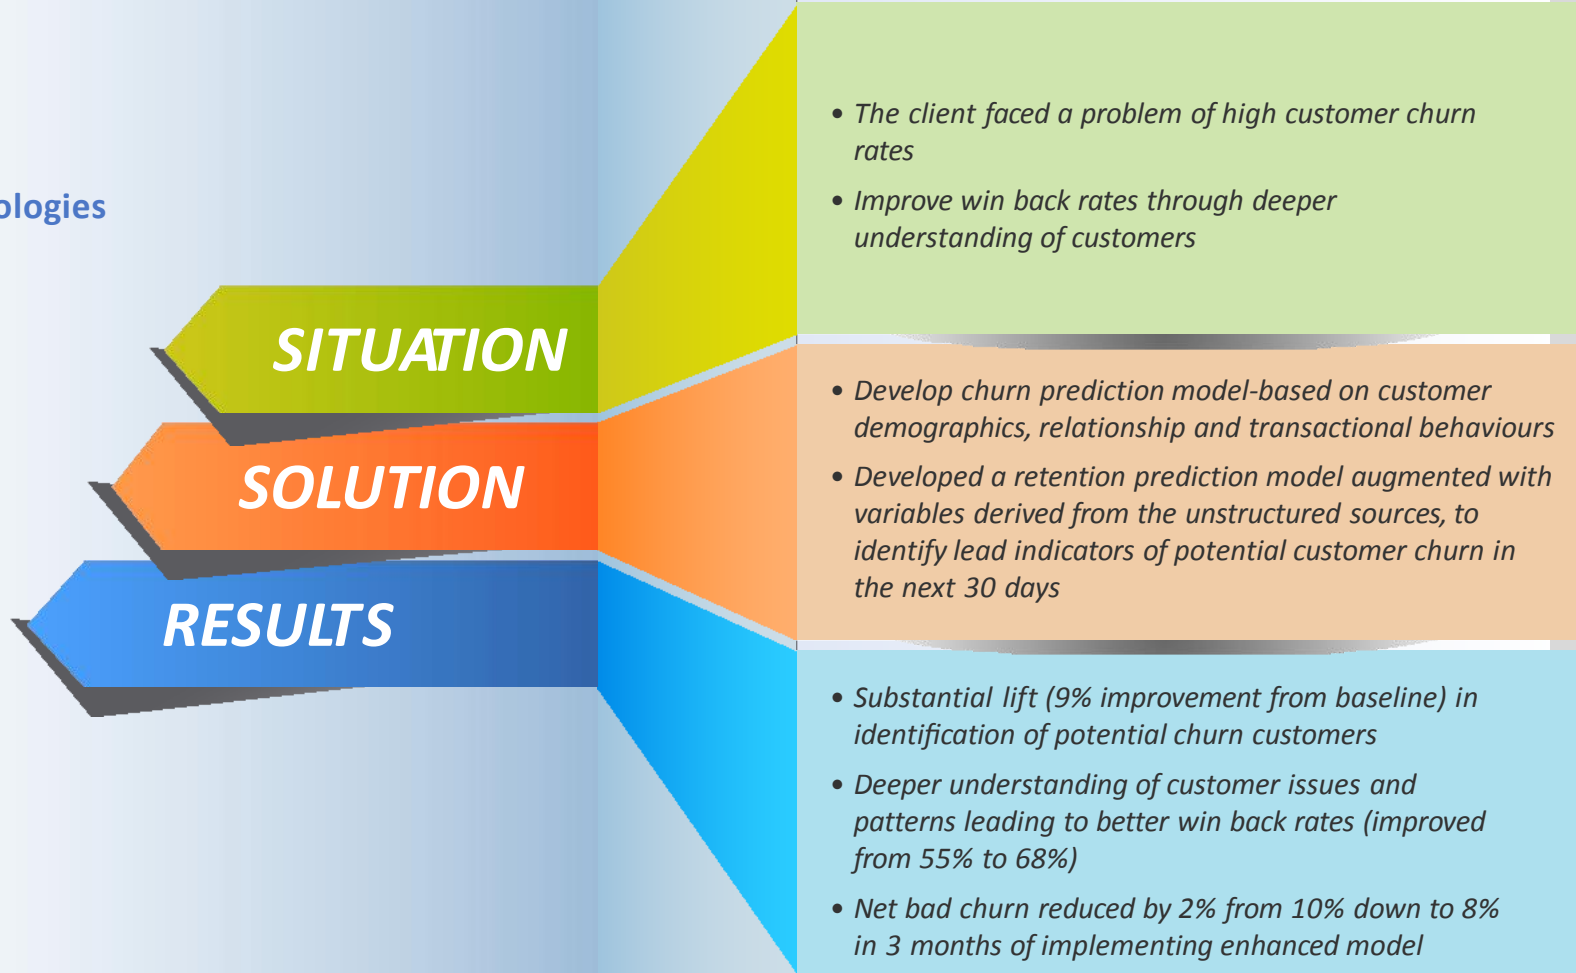 ologies
SITUATION
• The client faced a problem of high customer churn
rates
• Improve win back rates through deeper
understanding of customers
SOLUTION
• Develop churn prediction model-based on customer
demographics, relationship and transactional behaviours
• Developed a retention prediction model augmented with
variables derived from the unstructured sources, to
identify lead indicators of potential customer churn in
the next 30 days
RESULTS
• Substantial lift (9% improvement from baseline) in
identification of potential churn customers
• Deeper understanding of customer issues and
patterns leading to better win back rates (improved
from 55% to 68%)
• Net bad churn reduced by 2% from 10% down to 8%
in 3 months of implementing enhanced model